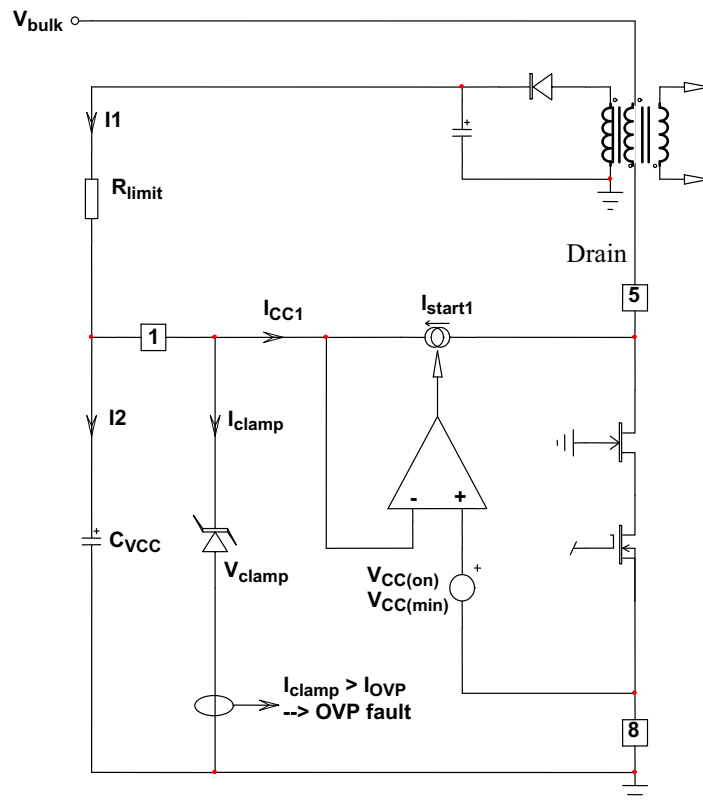 Vbulk
I1
Rlimit
Drain
5
ICC1
Istart1
1
I2
Iclamp
- +
CVCC
Vclamp
VCC(on)
VCC(min)
Iclamp > IOVP
--> OVP fault
8